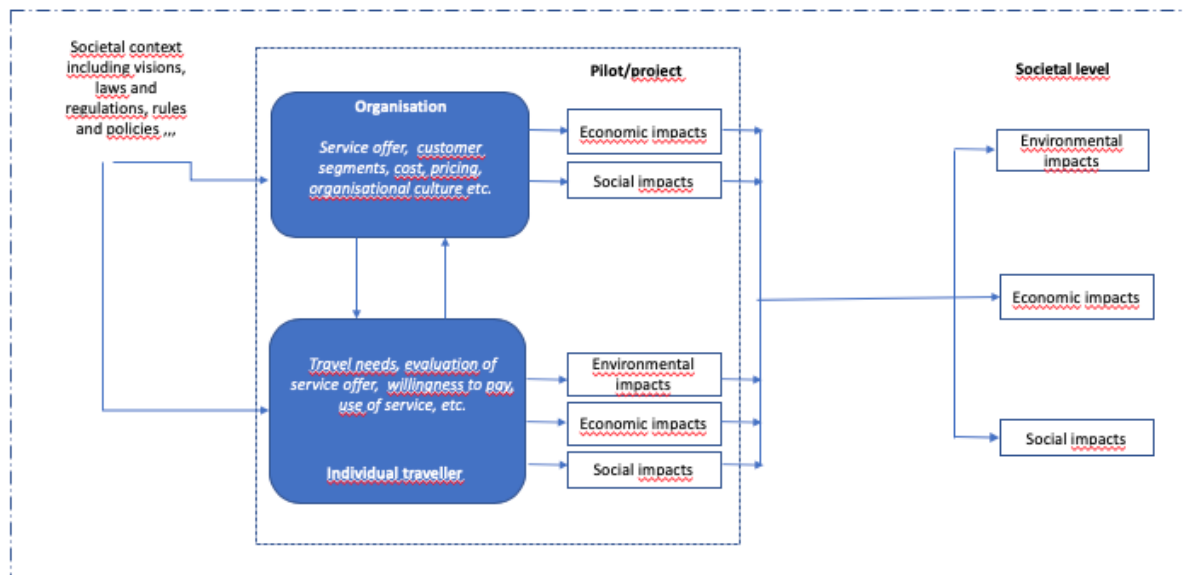 Societal context
including visions,
laws and
regulations, rules
and policies ,,,
Pilot/project
Societal level
Organisation
Service offer, customer
segments, cost, pricing,
organisational culture etc.
Economic impacts
Social impacts
Environmental
impacts
Economic impacts
Travel needs, evaluation of
service offer, willingness to pay,
use of service, etc.
Individual traveller
Environmental
impacts
Economic impacts
Social impacts
Social impacts